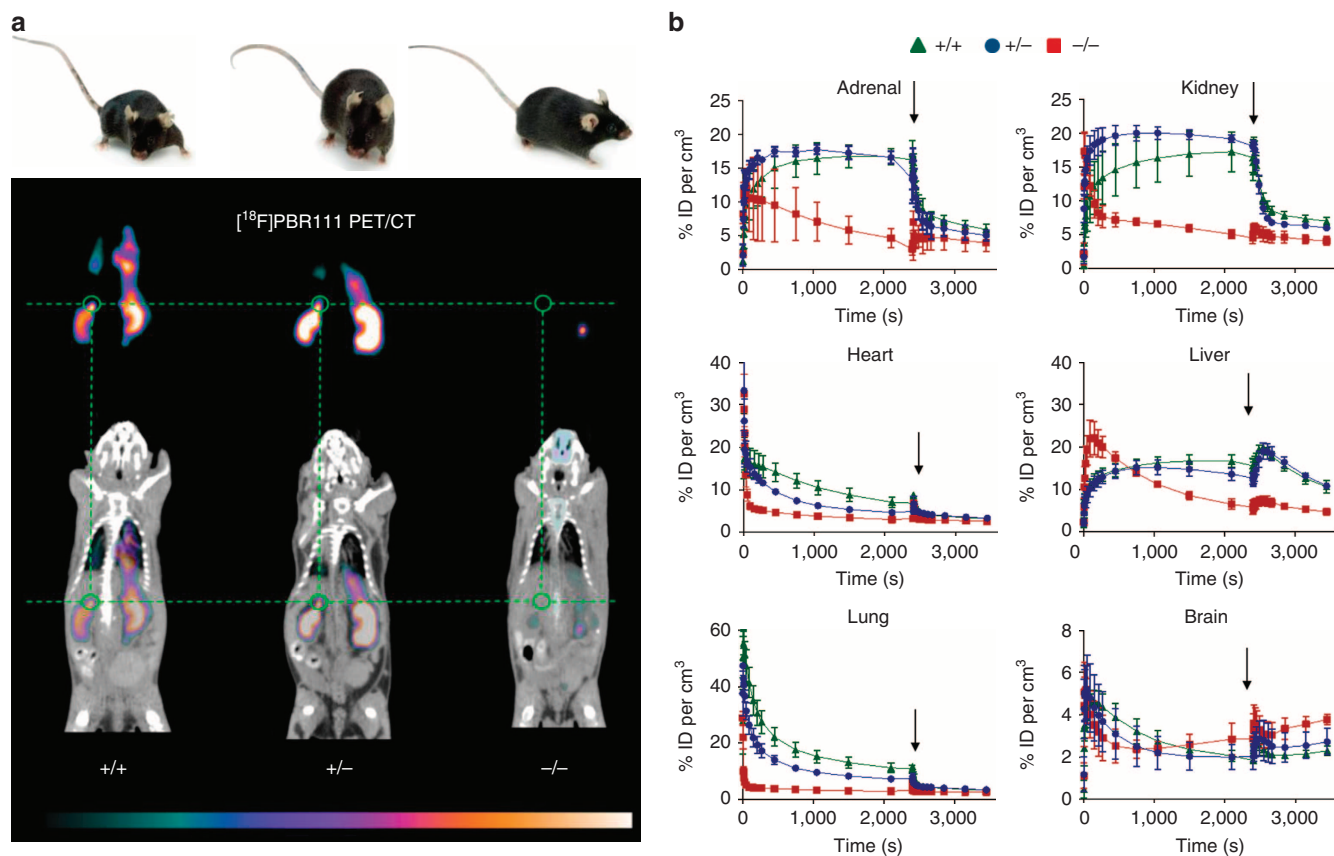 a
[¹⁸F]PBR111 PET/CT
+/+ +/− −/−
b
+/+ +/− −/−
Adrenal
% ID per cm³
25
20
15
10
5
0
1,000 2,000 3,000
Time (s)
Kidney
% ID per cm³
25
20
15
10
5
0
0 1,000 2,000 3,000
Time (s)
Heart
% ID per cm³
40
30
20
10
0
0 1,000 2,000 3,000
Time (s)
Liver
% ID per cm³
40
30
20
10
0
0 1,000 2,000 3,000
Time (s)
Lung
% ID per cm³
60
40
20
0
0 1,000 2,000 3,000
Time (s)
Brain
% ID per cm³
8
6
4
2
0
0 1,000 2,000 3,000
Time (s)